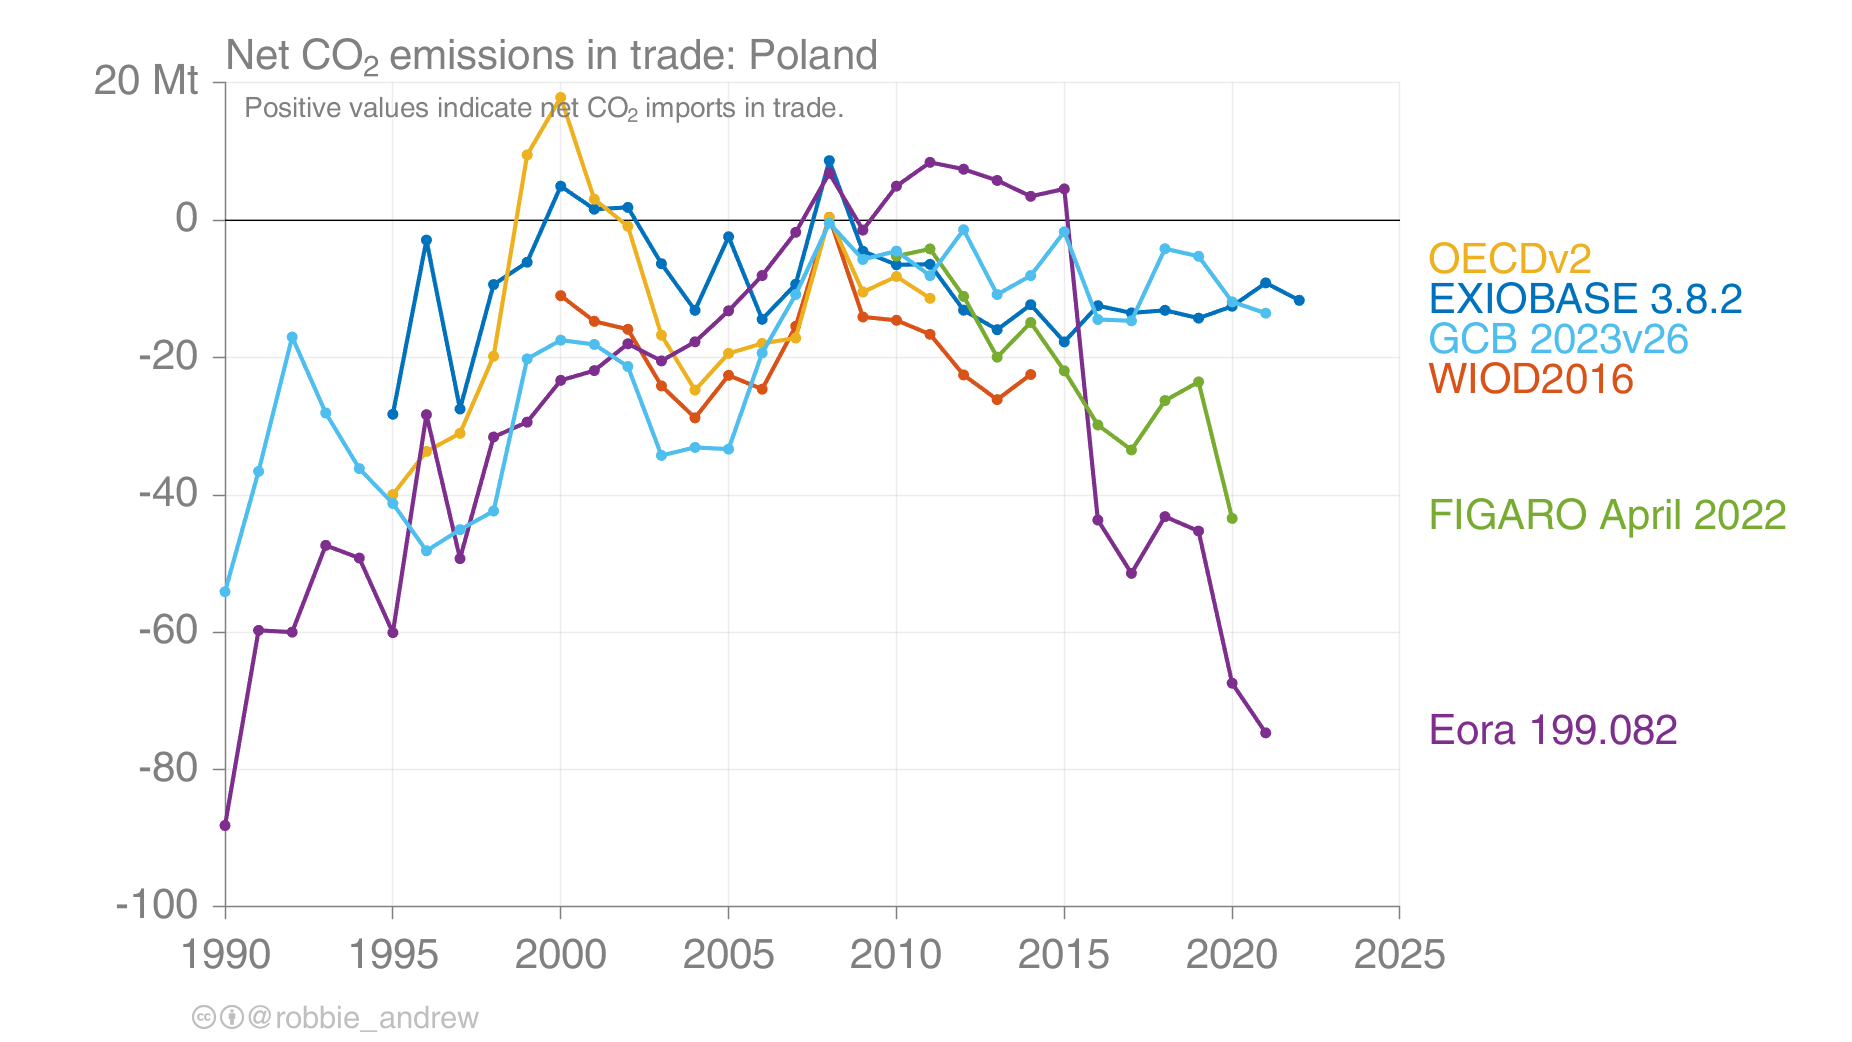 Net CO₂ emissions in trade: Poland
20 Mt
Positive values indicate net CO₂ imports in trade.
0
-20
-40
-60
-80
-100
1990 1995 2000 2005 2010 2015 2020 2025
OECDv2
EXIOBASE 3.8.2
GCB 2023v26
WIOD2016
FIGARO April 2022
Eora 199.082
cc @robbie_andrew